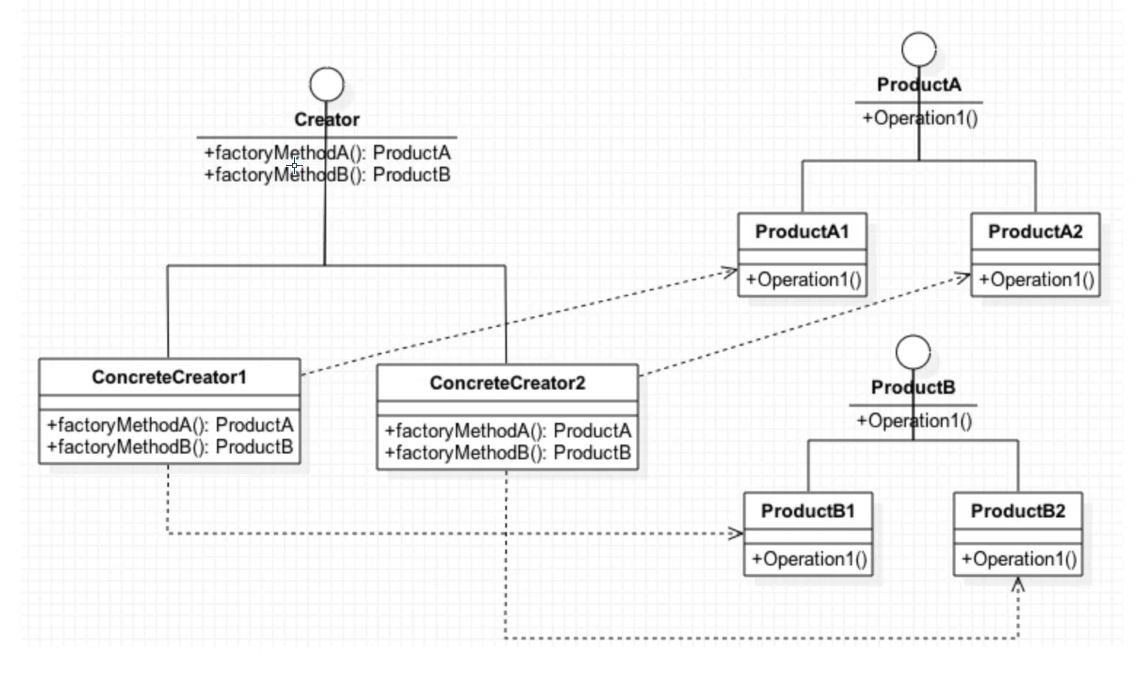 Creator
+factoryMethodA(): ProductA
+factoryMethodB(): ProductB
ProductA
+Operation1()
ProductA1
+Operation1()
ProductA2
+Operation1()
ConcreteCreator1
+factoryMethodA(): ProductA
+factoryMethodB(): ProductB
ConcreteCreator2
+factoryMethodA(): ProductA
+factoryMethodB(): ProductB
ProductB
+Operation1()
ProductB1
+Operation1()
ProductB2
+Operation1()